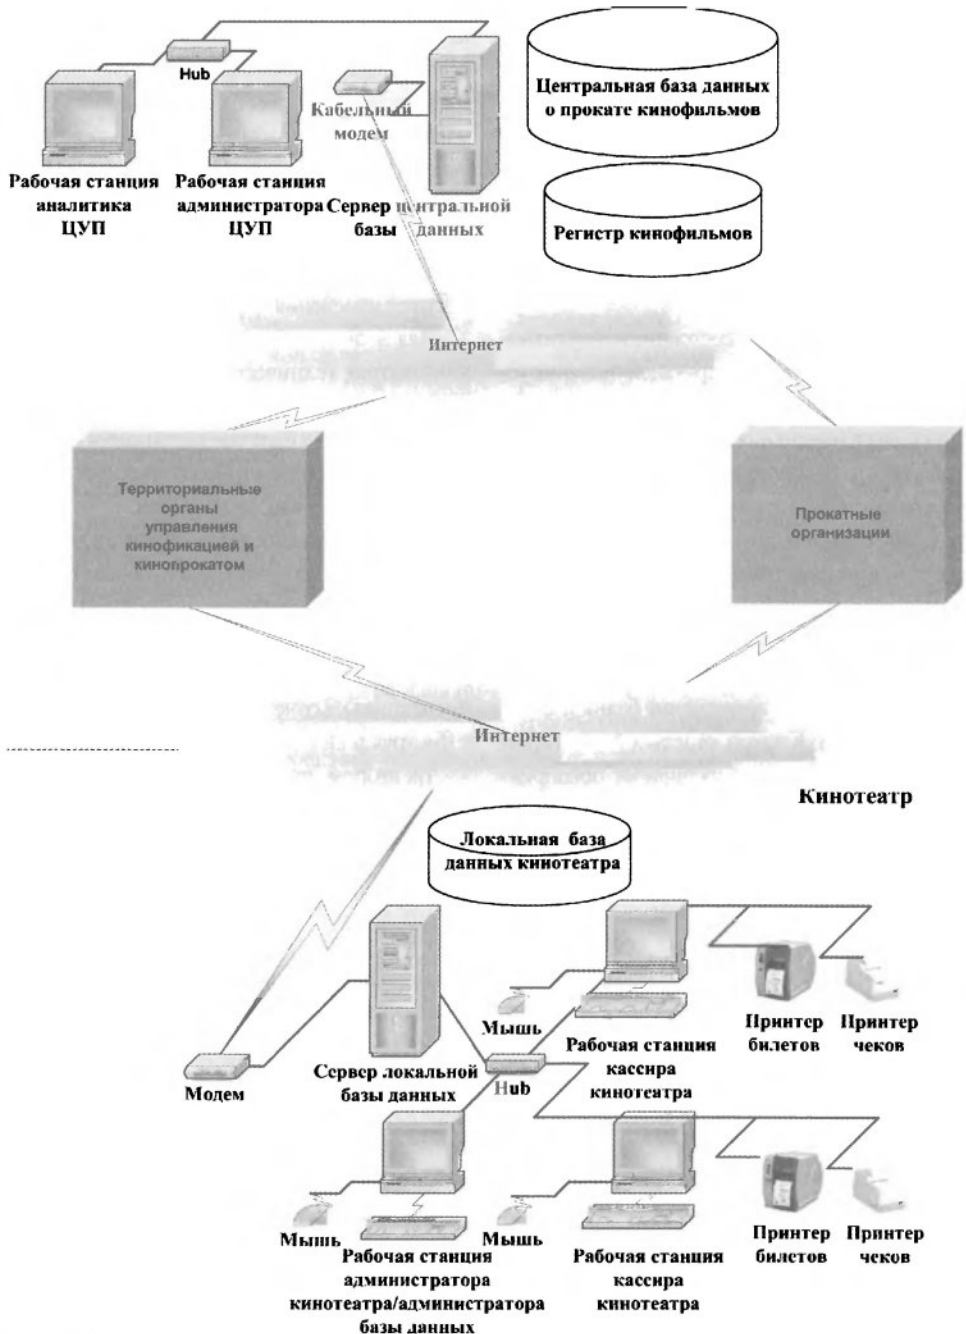 Hub
Центральная база данных
о прокате кинофильмов
Кабельный
модем
Рабочая станция
аналитика
ЦУП
Рабочая станция
администратора
ЦУП
Сервер центральной
базы данных
Регистр кинофильмов
Интернет
Территориальные
органы
управления
кинофикацией и
кинопрокатом
Прокатные
организации
Интернет
Кинотеатр
Локальная база
данных кинотеатра
Мышь
Рабочая станция
кассира
кинотеатра
Принтер
билетов
Принтер
чеков
Модем
Сервер локальной
базы данных
Hub
Мышь
Рабочая станция
администратора
кинотеатра/администратора
базы данных
Мышь
Рабочая станция
кассира
кинотеатра
Принтер
билетов
Принтер
чеков